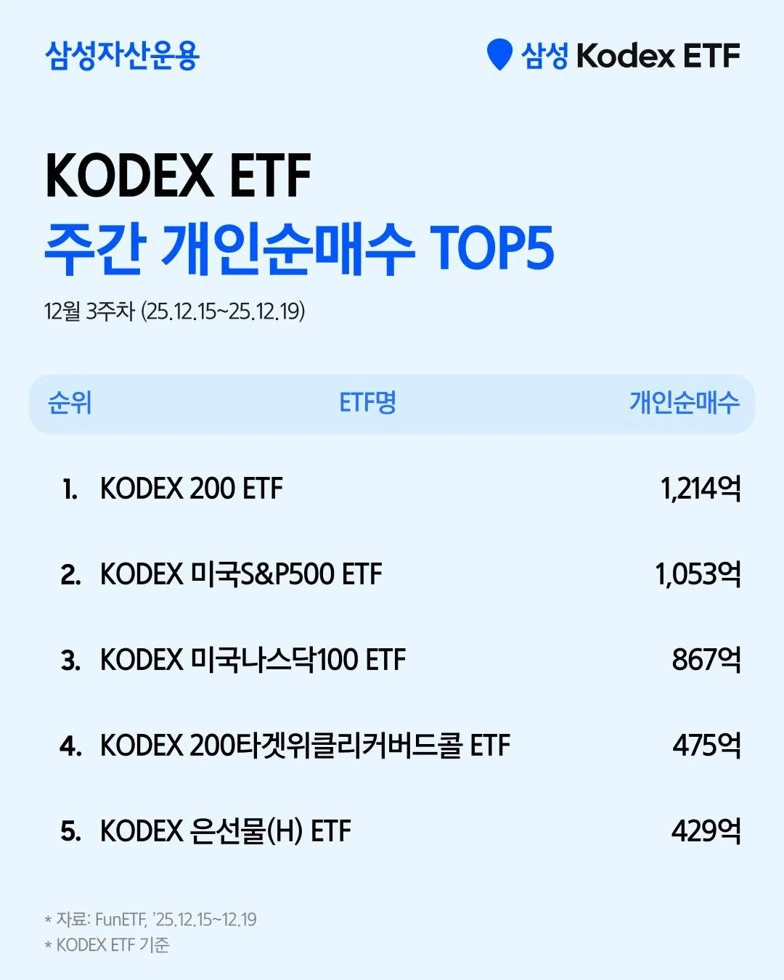 삼성자산운용
삼성 Kodex ETF
KODEX ETF
주간 개인순매수 TOP5
12월 3주차 (25.12.15~25.12.19)
순위 ETF명 개인순매수
1. KODEX 200 ETF 1,214억
2. KODEX 미국S&P500 ETF 1,053억
3. KODEX 미국나스닥100 ETF 867억
4. KODEX 200타겟위클리커버드콜 ETF 475억
5. KODEX 은선물(H) ETF 429억
* 자료: FunETF, '25.12.15~12.19
* KODEX ETF 기준